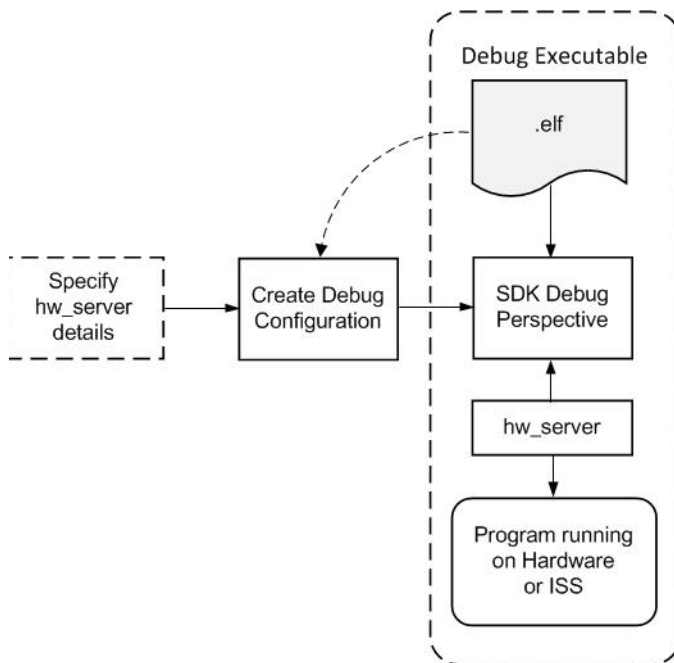 Debug Executable
.elf
Specify
hw_server
details
Create Debug
Configuration
SDK Debug
Perspective
hw_server
Program running
on Hardware
or ISS